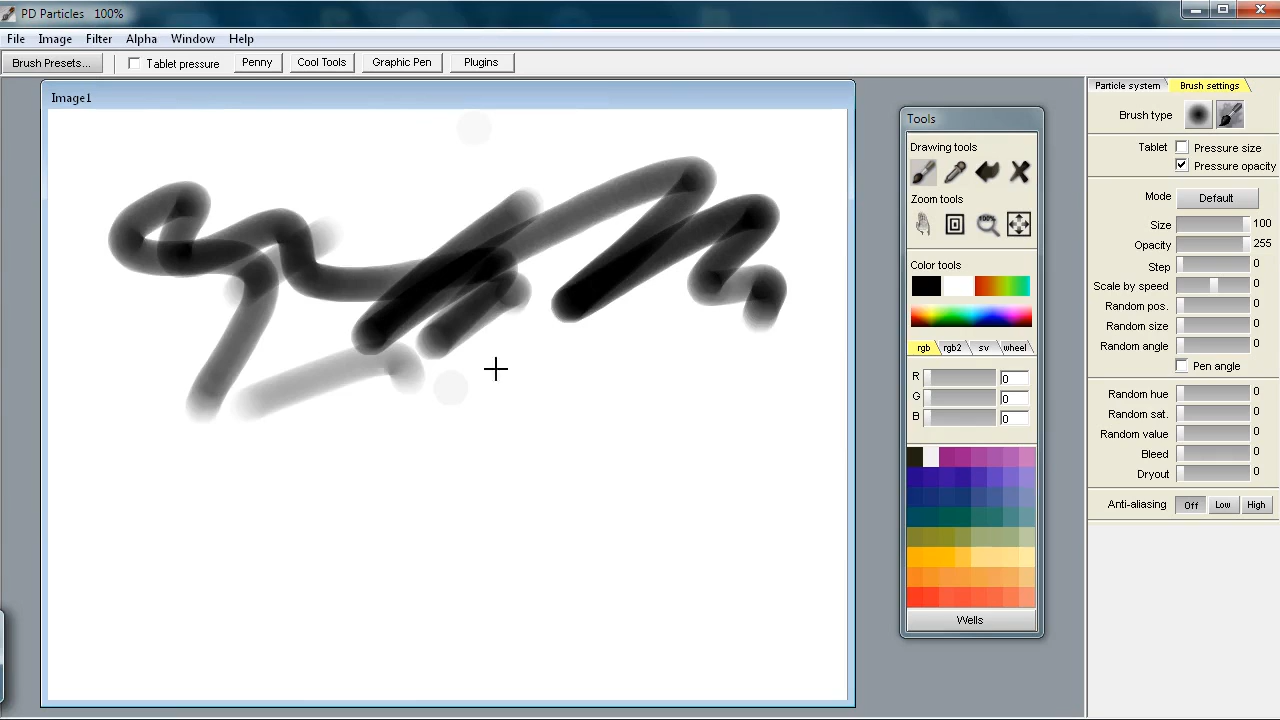 PD Particles 100%
File Image Filter Alpha Window Help
Brush Presets... Tablet pressure Penny Cool Tools Graphic Pen Plugins
Image1
Tools
Drawing tools
Zoom tools
100%
Color tools
rgb rgb2 sv wheel
R 0
G 0
B 0
Wells
Particle system Brush settings
Brush type
Tablet Pressure size
Pressure opacity
Mode Default
Size 100
Opacity 255
Step 0
Scale by speed 0
Random pos. 0
Random size 0
Random angle 0
Pen angle
Random hue 0
Random sat. 0
Random value 0
Bleed 0
Dryout 0
Anti-aliasing Off Low High